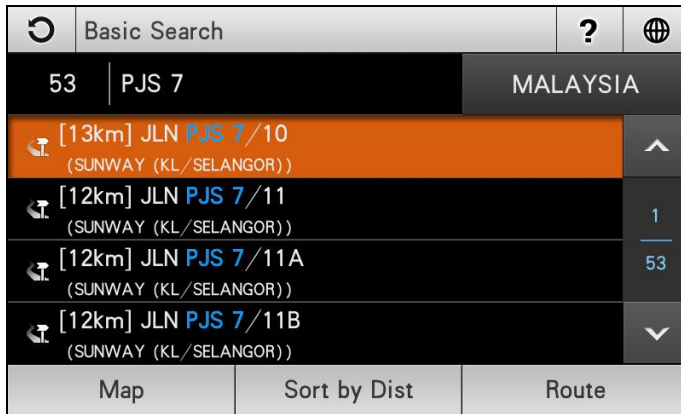 Basic Search ?
53 PJS 7 MALAYSIA
[13km] JLN PJS 7/10
(SUNWAY (KL/SELANGOR))
[12km] JLN PJS 7/11
(SUNWAY (KL/SELANGOR))
1
[12km] JLN PJS 7/11A
53
(SUNWAY (KL/SELANGOR))
[12km] JLN PJS 7/11B
(SUNWAY (KL/SELANGOR))
Map Sort by Dist Route